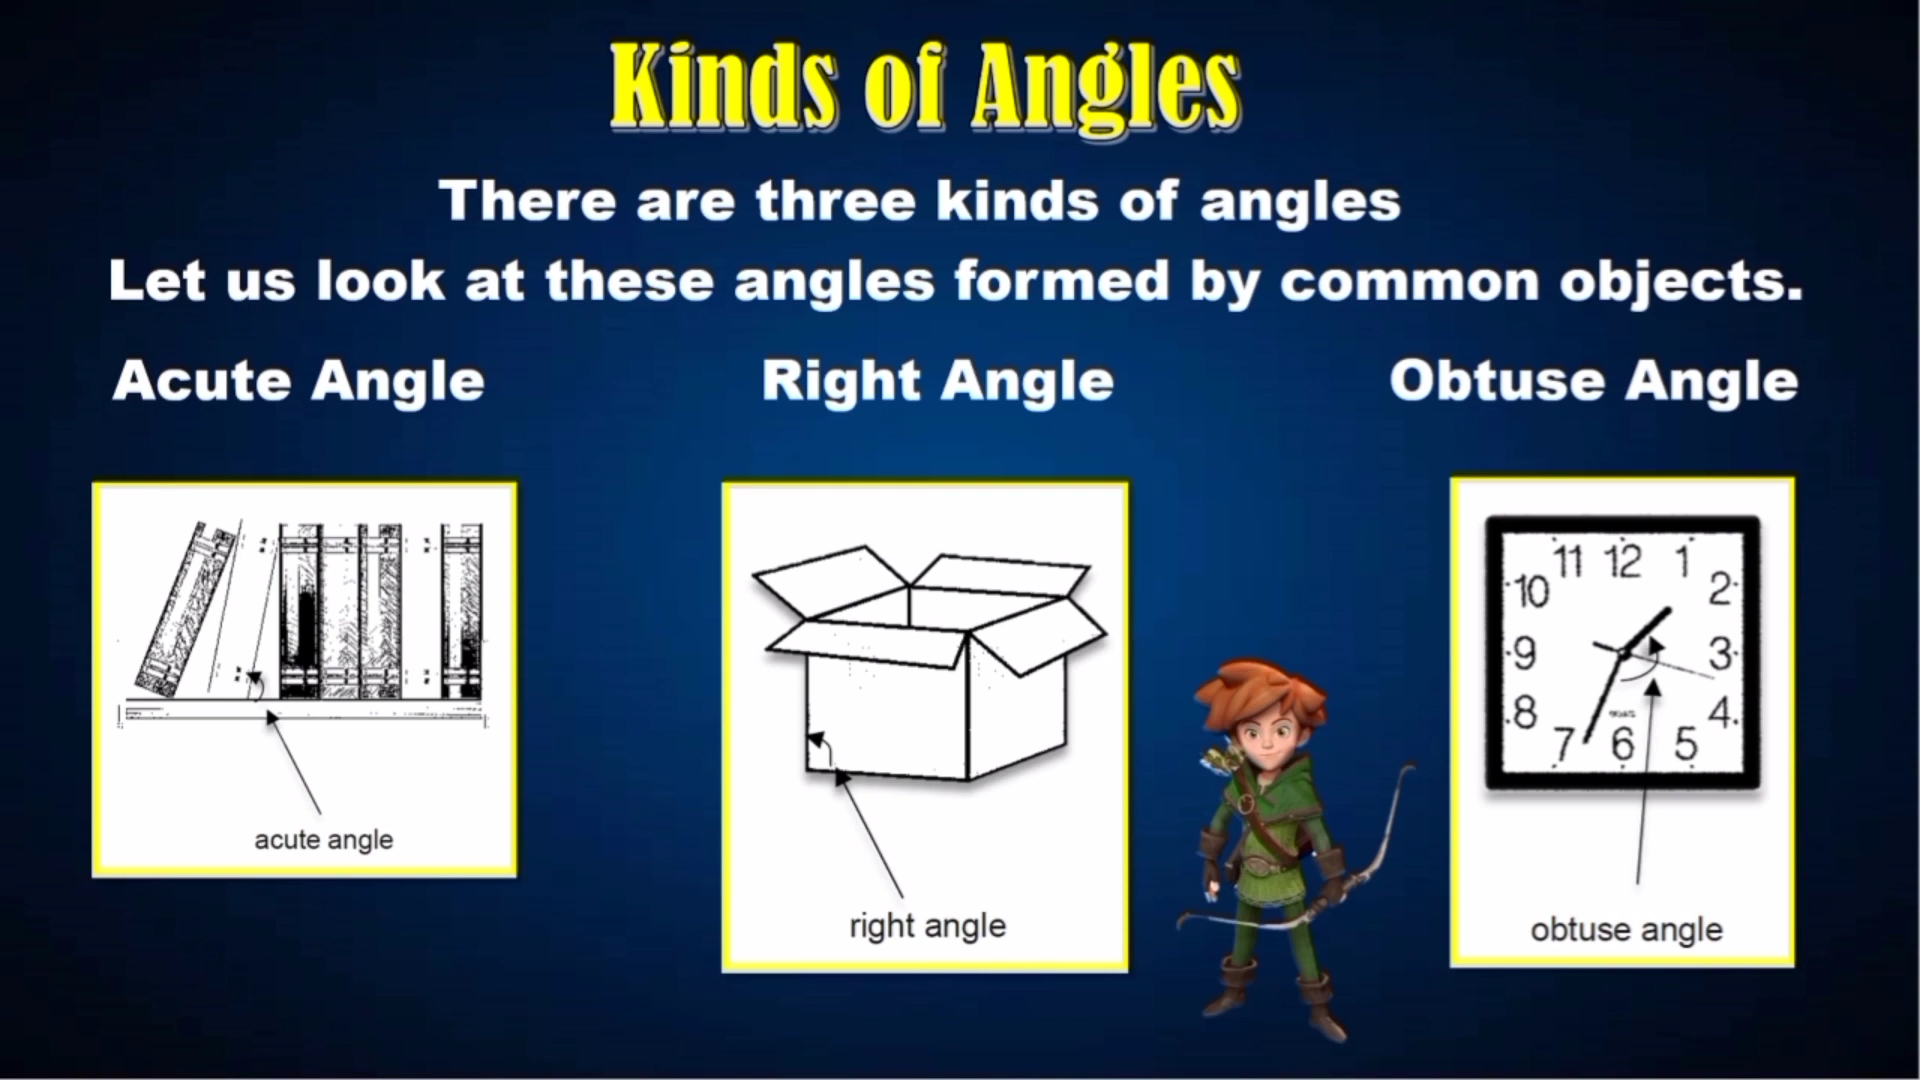 Kinds of Angles
There are three kinds of angles
Let us look at these angles formed by common objects.
Acute Angle
Right Angle
Obtuse Angle
acute angle
right angle
11 12 1
10 2
9 3
8 4
7 6 5
obtuse angle